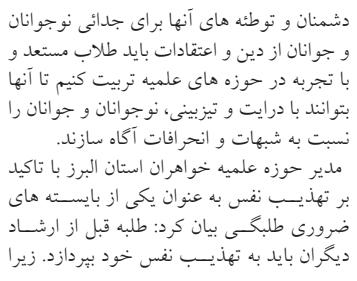 دشمنان و توطئه های آنها برای جدائی نوجوانان
و جوانان از دین و اعتقادات باید طلاب مستعد و
با تجربه در حوزه های علمیه تربیت کنیم تا آنها
بتوانند با درایت و تیزبینی، نوجوانان و جوانان را
نسبت به شبهات و انحرافات آگاه سازند.
مدیر حوزه علمیه خواهران استان البرز با تاکید
بر تهذیب نفس به عنوان یکی از بایسته های
ضروری طلبگی بیان کرد: طلبه قبل از ارشاد
دیگران باید به تهذیب نفس خود بپردازد. زیرا